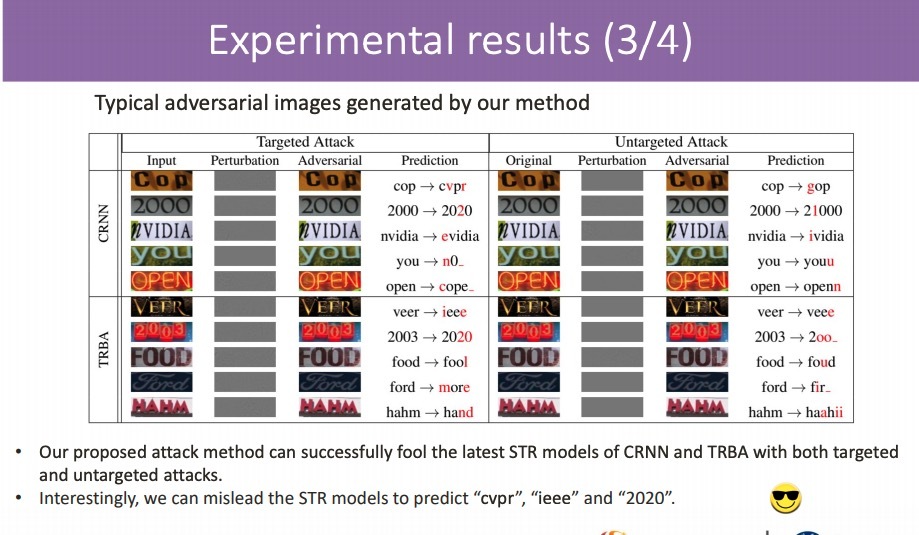 Experimental results (3/4)
Typical adversarial images generated by our method
Targeted Attack Untargeted Attack
Input Perturbation Adversarial Prediction Original Perturbation Adversarial Prediction
CRNN
Cop Cop cop → cvpr Cop Cop cop → gop
2000 2000 2000 → 2020 2000 2000 2000 → 21000
nVIDIA nVIDIA nvidia → evidia nVIDIA nVIDIA nvidia → ividia
you you you → n0_ you you you → youu
OPEN OPEN open → cope_ OPEN OPEN open → openn
TRBA
VEER VEER veer → ieee VEER VEER veer → veee
2003 2003 2003 → 2020 2003 2003 2003 → 2oo_
FOOD FOOD food → fool FOOD FOOD food → foud
Ford Ford ford → more Ford Ford ford → fir_
HAHM HAHM hahm → hand HAHM HAHM hahm → haahii
• Our proposed attack method can successfully fool the latest STR models of CRNN and TRBA with both targeted
and untargeted attacks.
• Interestingly, we can mislead the STR models to predict “cvpr”, “ieee” and “2020”.